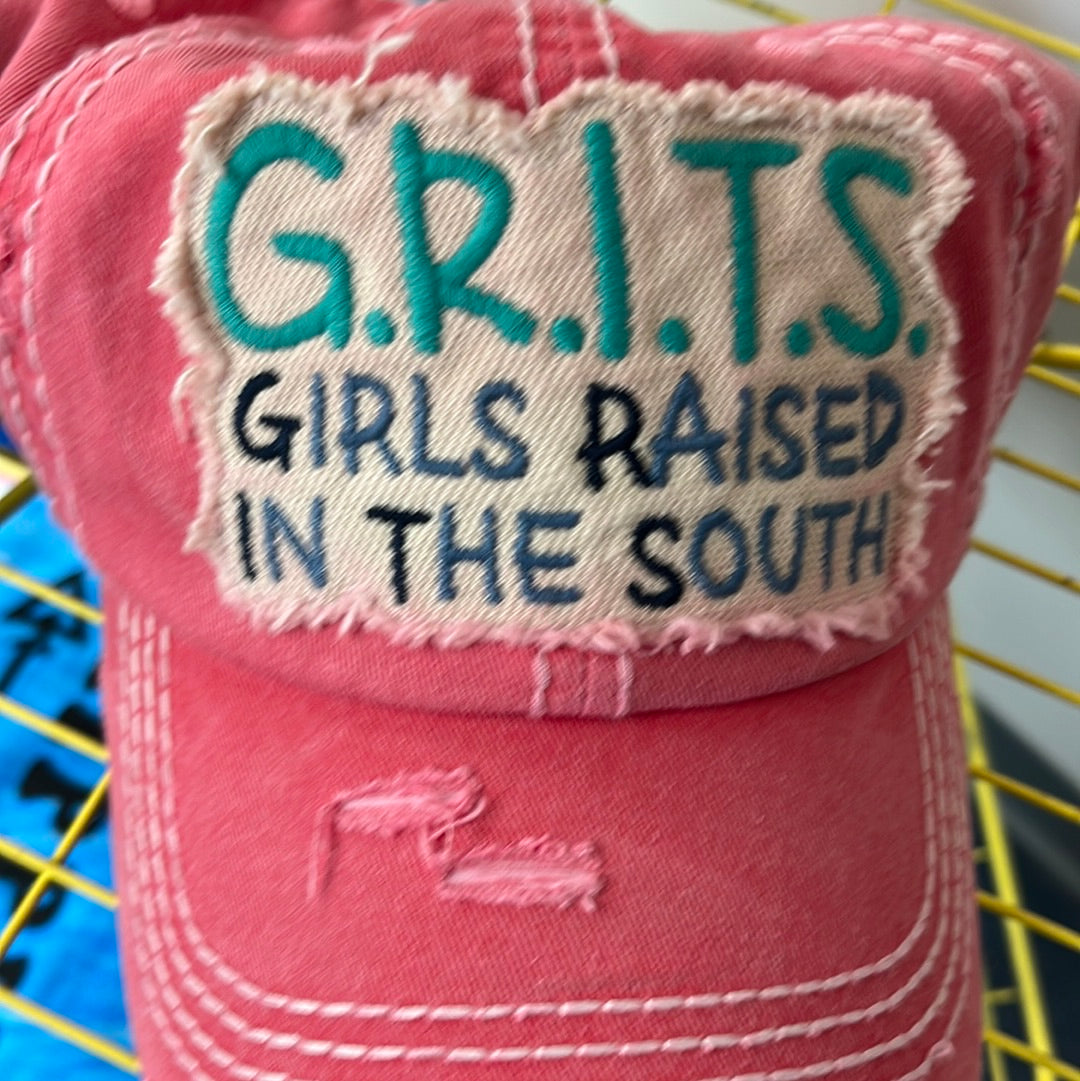 G.R.I.T.S.
GIRLS RAISED
IN THE SOUTH